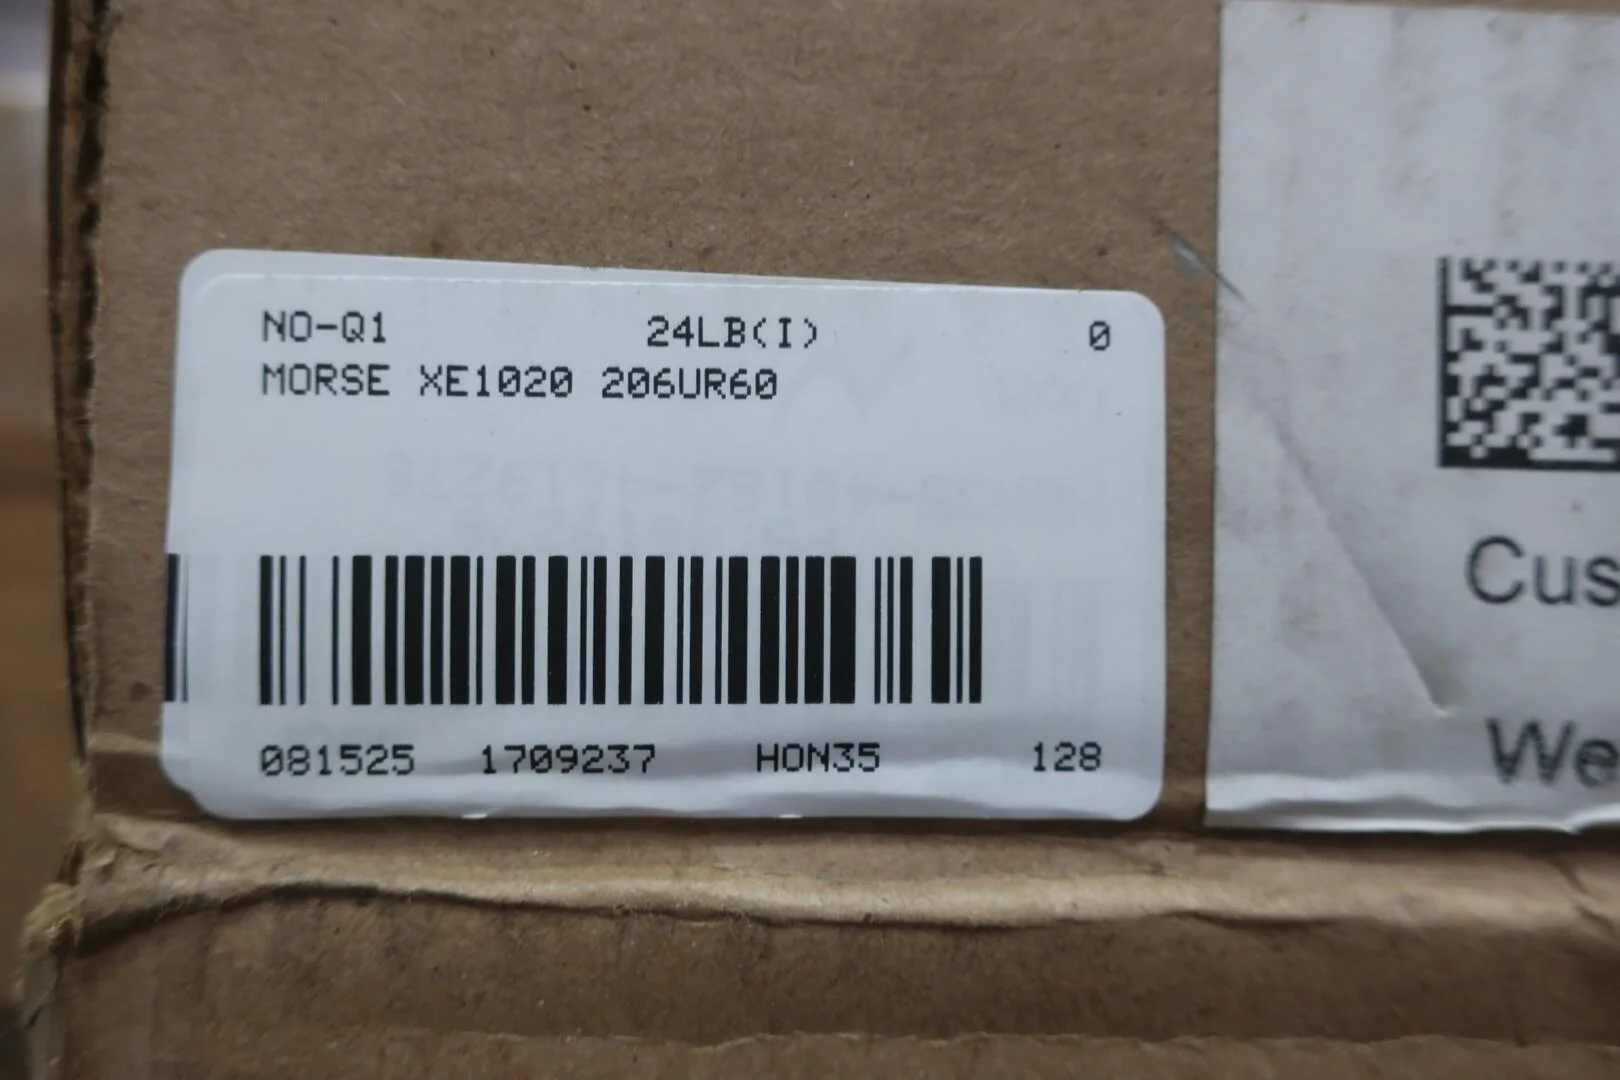 NO-Q1 24LB(I) 0
MORSE XE1020 206UR60
081525 1709237 HON35 128
Cus
We